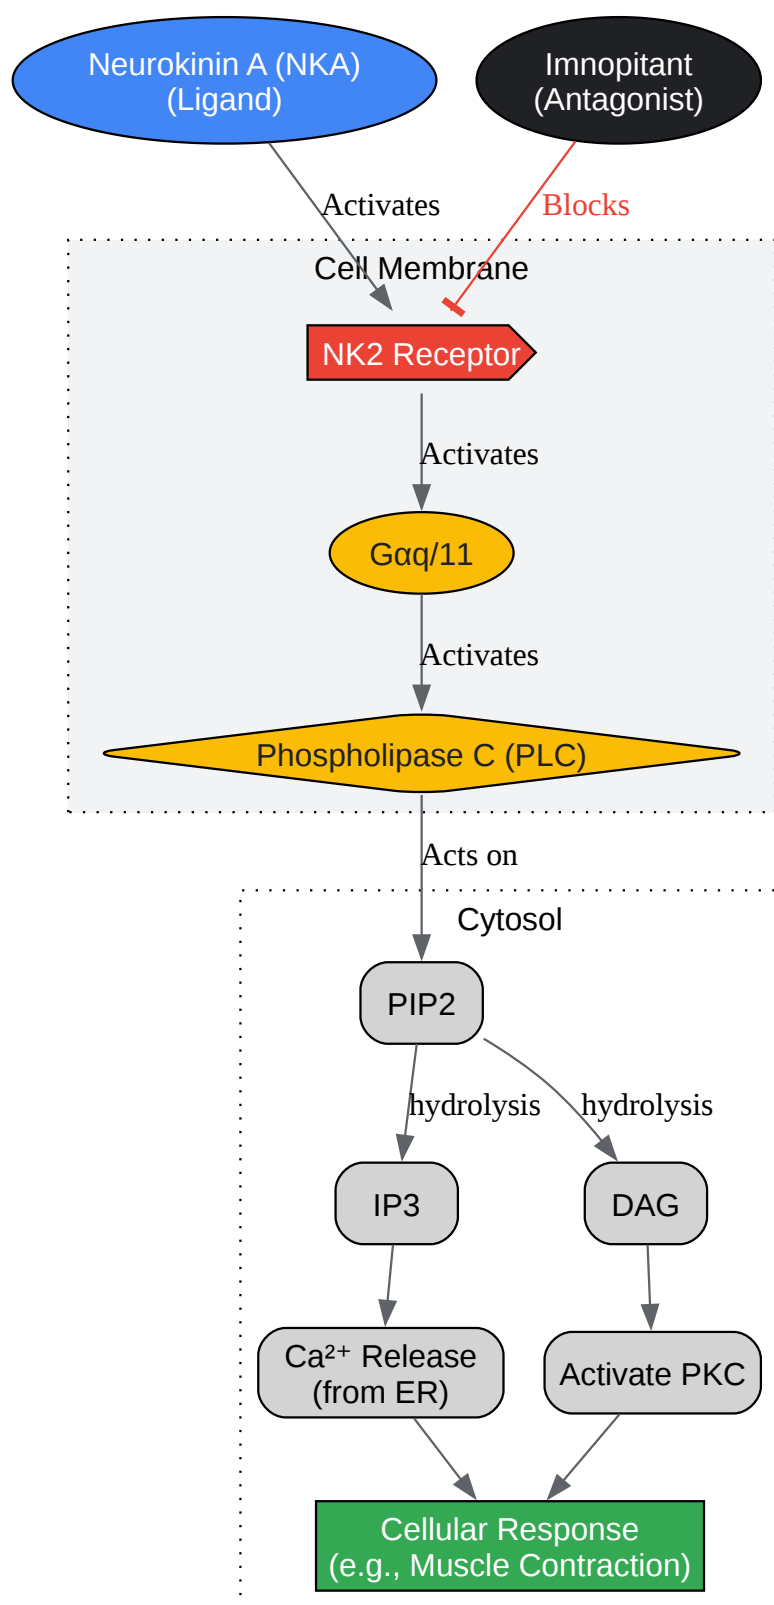 Neurokinin A (NKA)
(Ligand)
Imnopitant
(Antagonist)
Activates
Blocks
Cell Membrane
NK2 Receptor
Activates
Gαq/11
Activates
Phospholipase C (PLC)
Acts on
Cytosol
PIP2
hydrolysis
hydrolysis
IP3
DAG
Ca²⁺ Release
(from ER)
Activate PKC
Cellular Response
(e.g., Muscle Contraction)